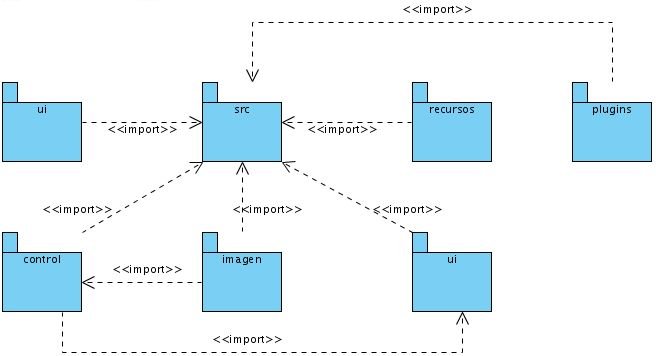 <<import>>
ui
src
recursos
plugins
<<import>>
<<import>>
<<import>>
<<import>>
<<import>>
control
imagen
ui
<<import>>
<<import>>